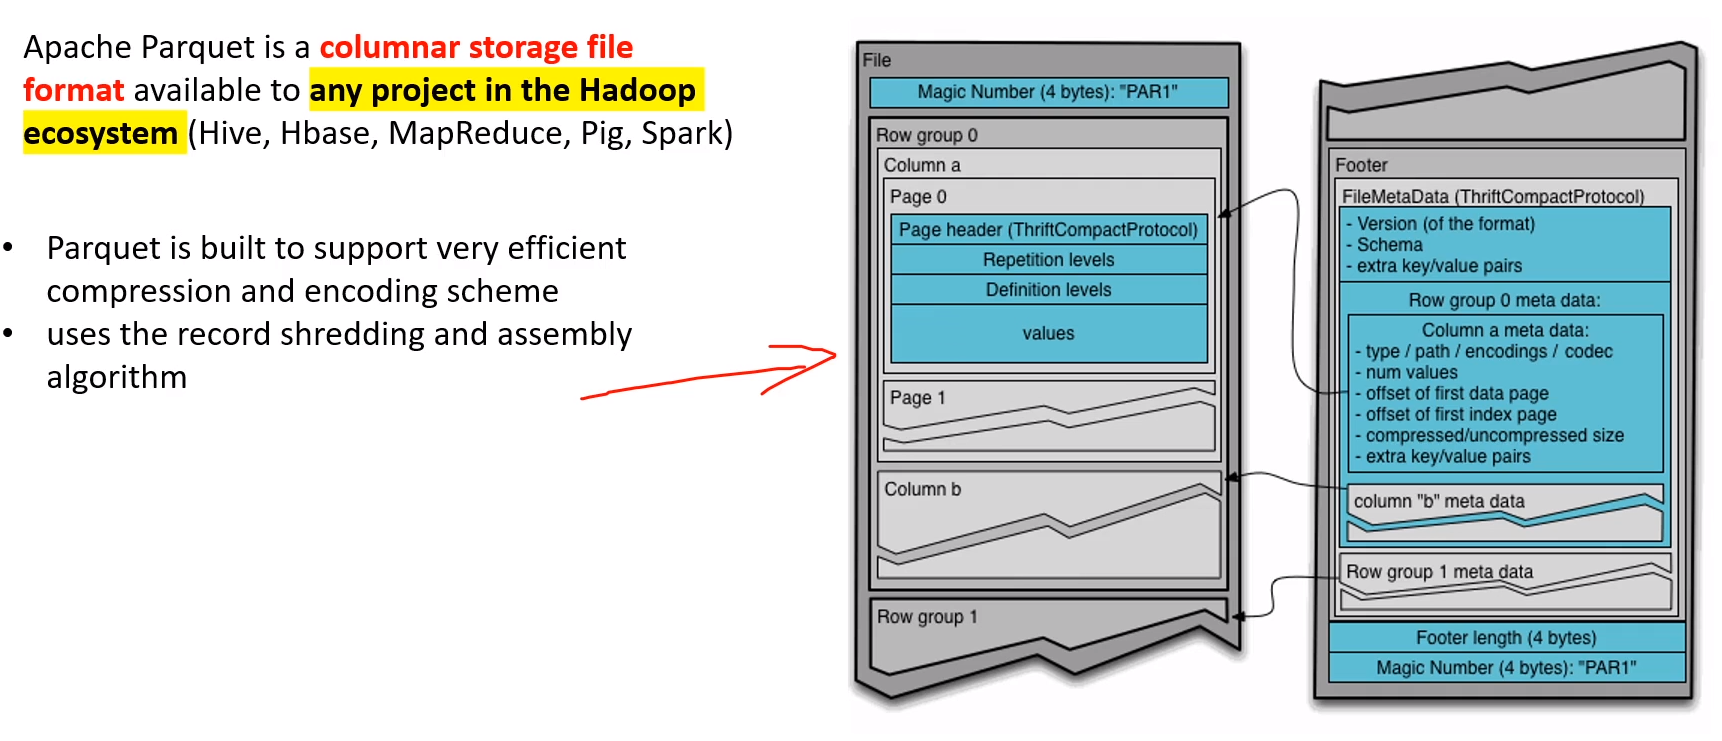 Apache Parquet is a columnar storage file
format available to any project in the Hadoop
ecosystem (Hive, Hbase, MapReduce, Pig, Spark)
• Parquet is built to support very efficient
compression and encoding scheme
• uses the record shredding and assembly
algorithm
File
Magic Number (4 bytes): "PAR1"
Row group 0
Column a
Page 0
Page header (ThriftCompactProtocol)
Repetition levels
Definition levels
values
Page 1
Column b
Row group 1
Footer
FileMetaData (ThriftCompactProtocol)
- Version (of the format)
- Schema
- extra key/value pairs
Row group 0 meta data:
Column a meta data:
- type / path / encodings / codec
- num values
- offset of first data page
- offset of first index page
- compressed/uncompressed size
- extra key/value pairs
column "b" meta data
Row group 1 meta data
Footer length (4 bytes)
Magic Number (4 bytes): "PAR1"